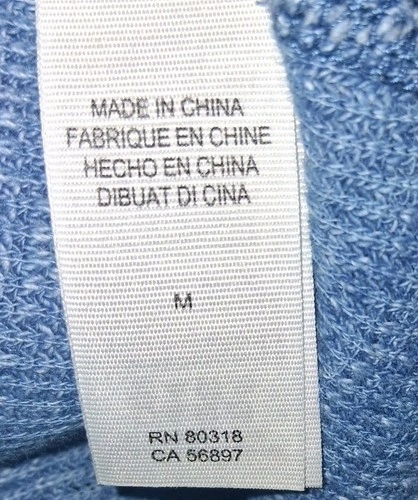 MADE IN CHINA
FABRIQUE EN CHINE
HECHO EN CHINA
DIBUAT DI CINA
M
RN 80318
CA 56897